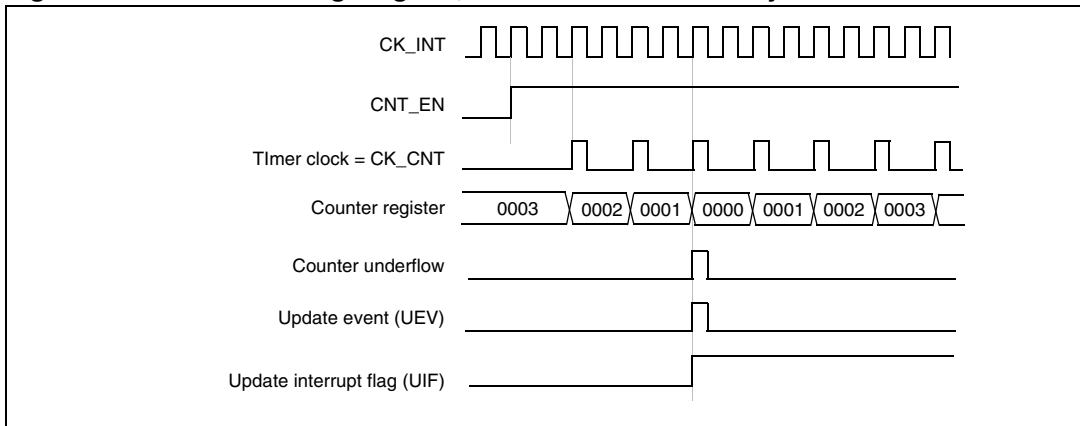 CK_INT
CNT_EN
TImer clock = CK_CNT
Counter register 0003 0002 0001 0000 0001 0002 0003
Counter underflow
Update event (UEV)
Update interrupt flag (UIF)